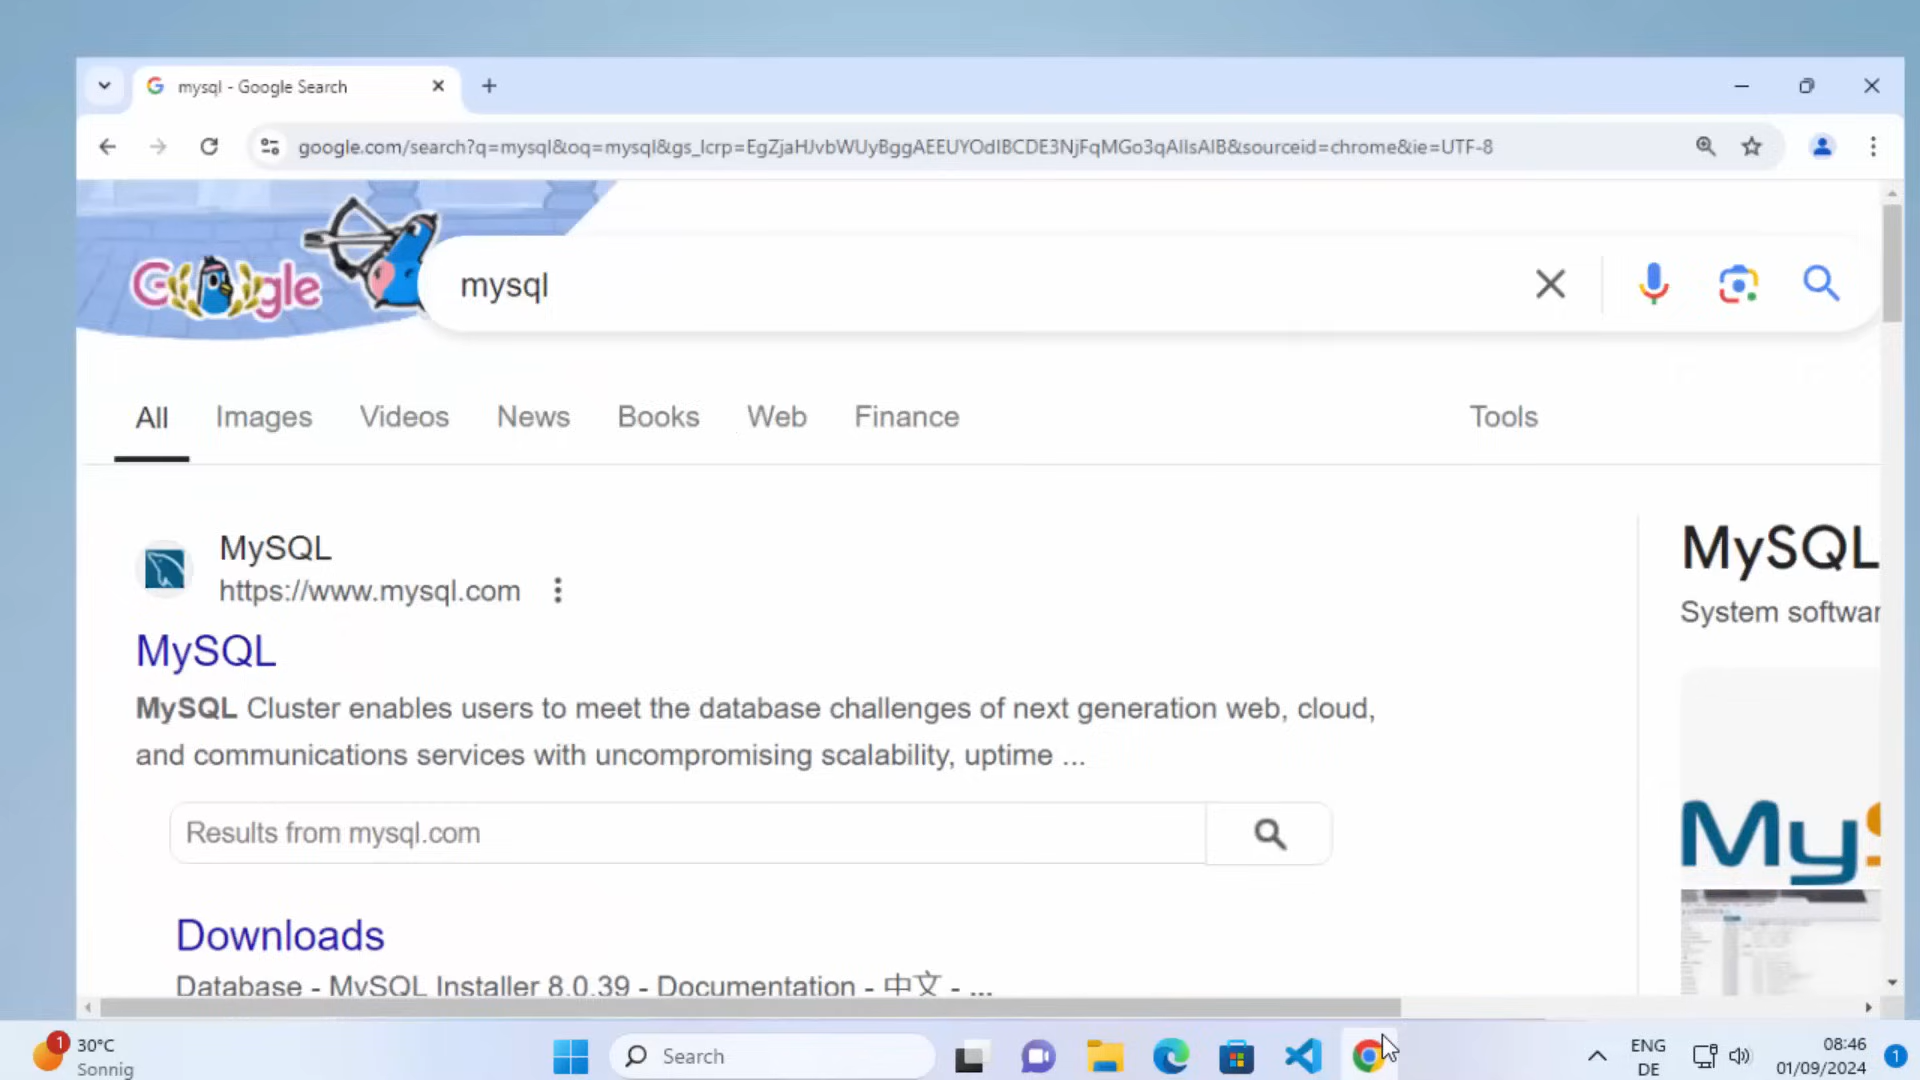 mysql - Google Search
google.com/search?q=mysql&oq=mysql&gs_lcrp=EgZjaHJvbWUyBggAEEUYOdIBCDE3NjFqMGo3qAIIsAIB&sourceid=chrome&ie=UTF-8
Google
mysql
All
Images
Videos
News
Books
Web
Finance
Tools
MySQL
https://www.mysql.com
MySQL
MySQL Cluster enables users to meet the database challenges of next generation web, cloud,
and communications services with uncompromising scalability, uptime ...
Results from mysql.com
Downloads
Database - MySQL Installer 8.0.39 - Documentation - 中文 - ...
MySQL
System softwar
MyS
1
30°C
Sonnig
Search
ENG
DE
08:46
01/09/2024
1